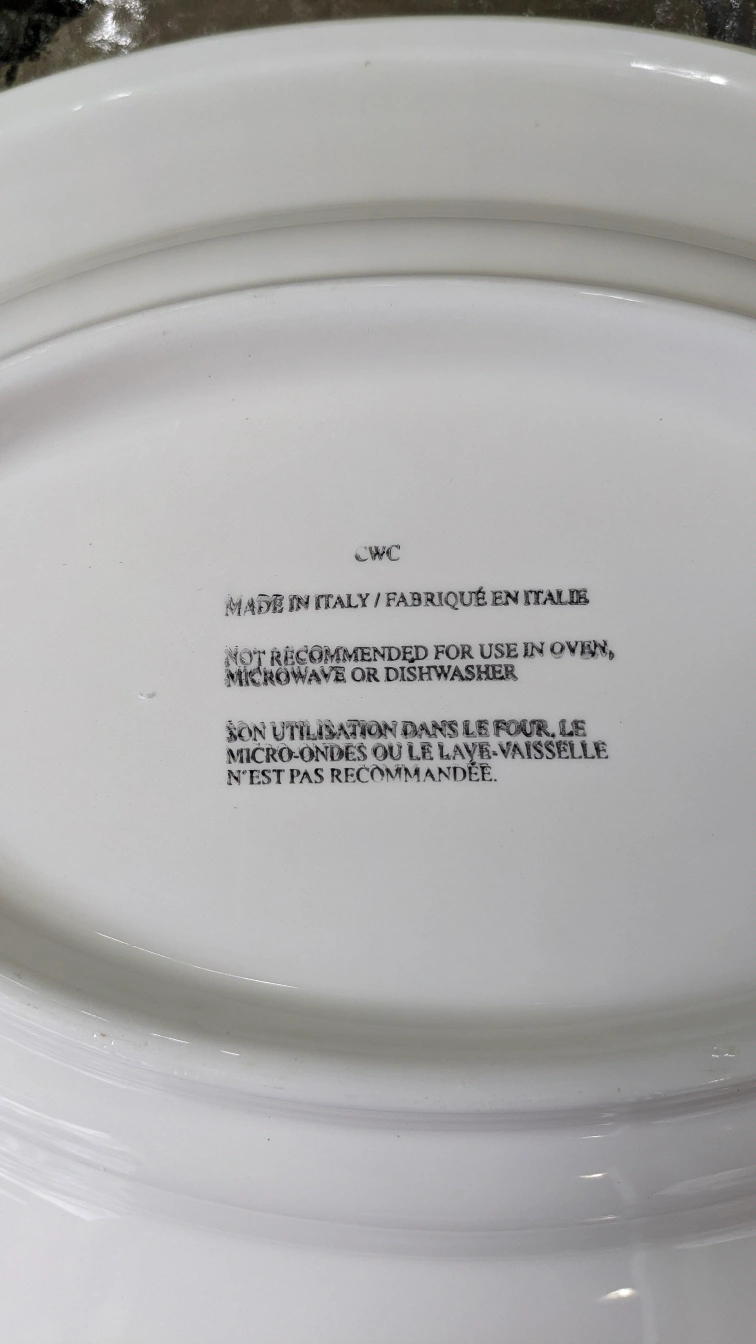 CWC
MADE IN ITALY / FABRIQUÉ EN ITALIE
NOT RECOMMENDED FOR USE IN OVEN,
MICROWAVE OR DISHWASHER
SON UTILISATION DANS LE FOUR, LE
MICRO-ONDES OU LE LAVE-VAISSELLE
N'EST PAS RECOMMANDÉE.